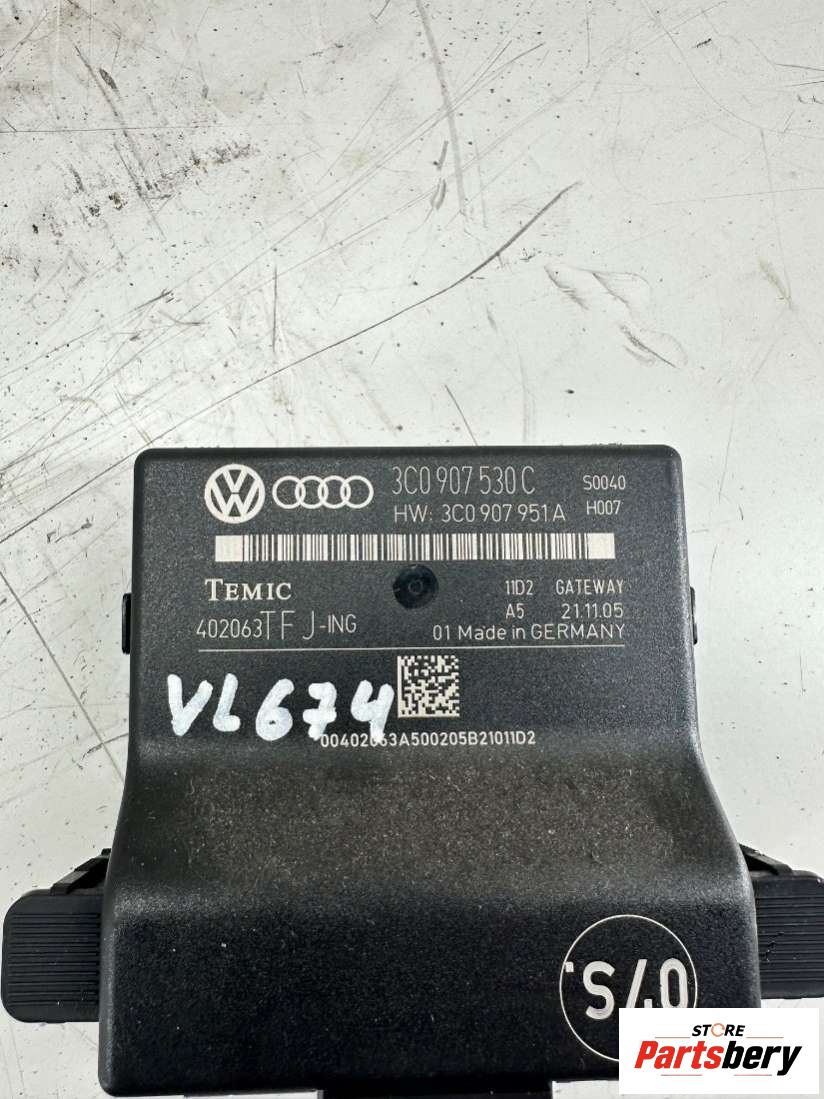 3C0 907 530 C S0040
HW: 3C0 907 951 A H007
TEMIC 11D2 GATEWAY
A5 21.11.05
402063TFJ-ING 01 Made in GERMANY
VL674
00402063A500205B21011D2
S40
STORE
Partsbery